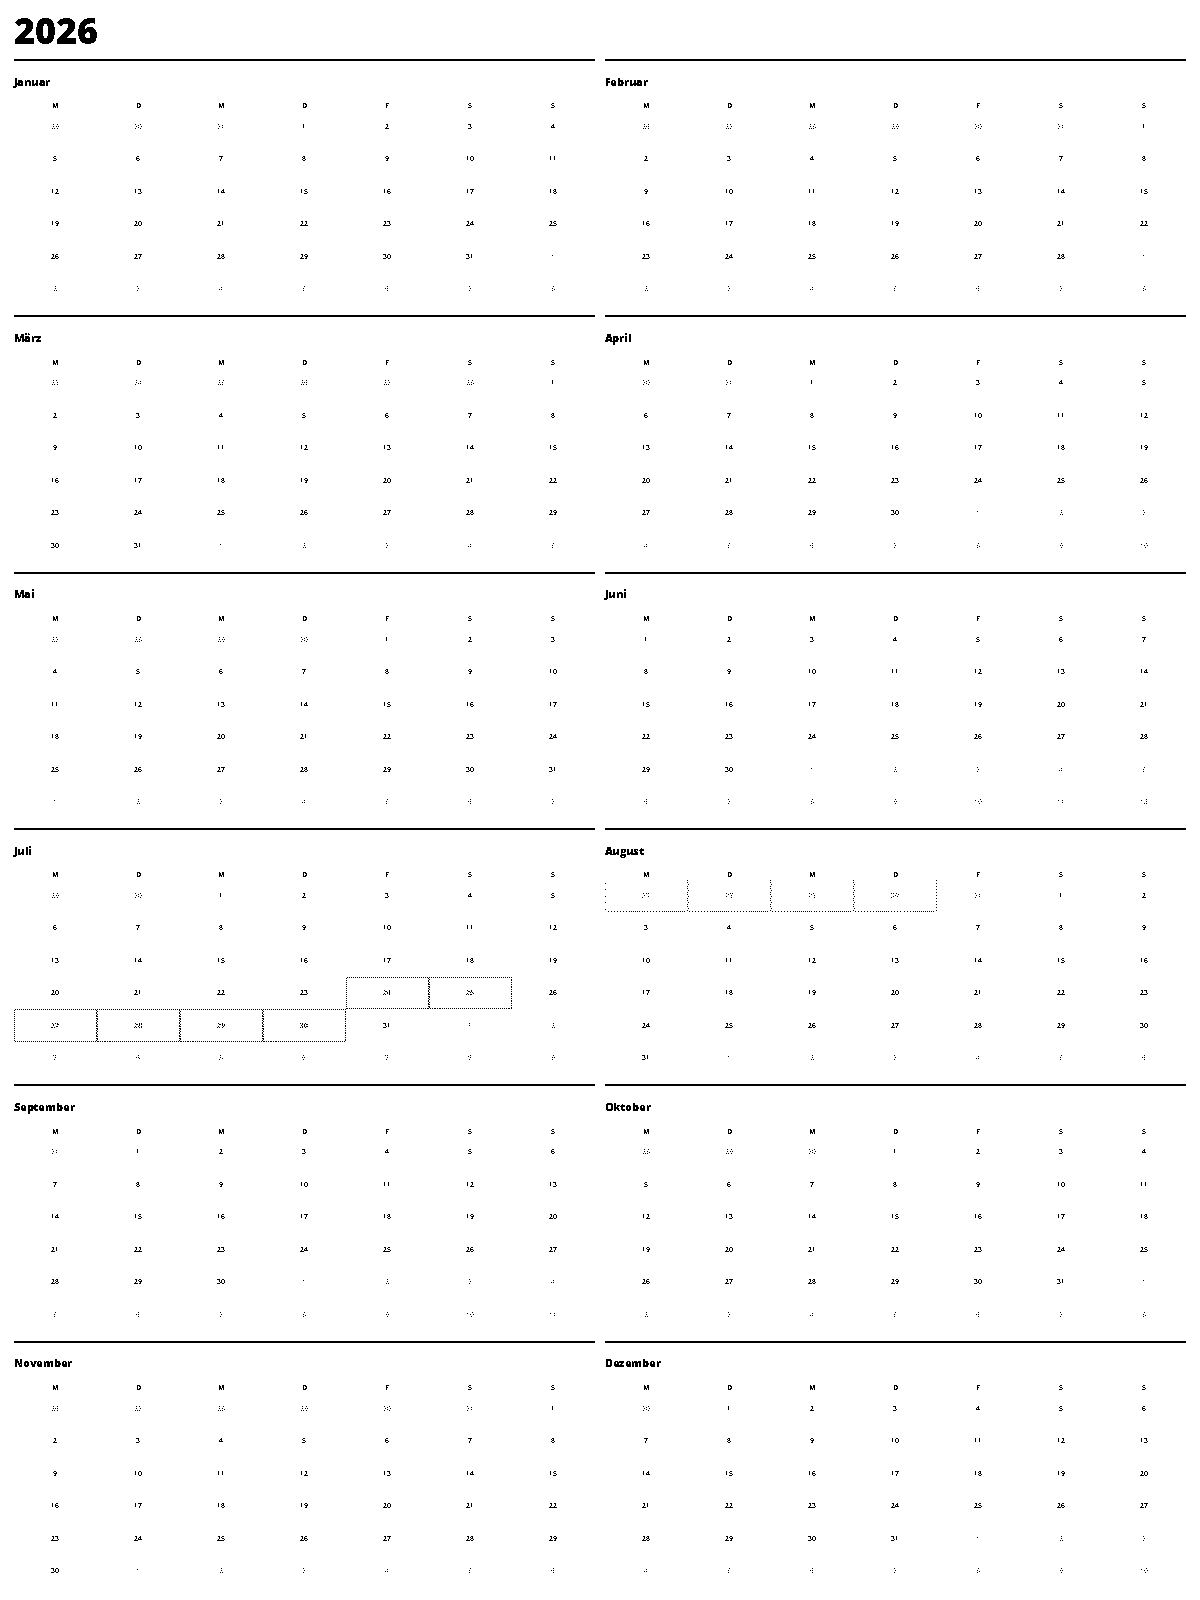 2026
Januar
M D M D F S S
1 2 3 4
5 6 7 8 9 10 11
12 13 14 15 16 17 18
19 20 21 22 23 24 25
26 27 28 29 30 31
Februar
M D M D F S S
1
2 3 4 5 6 7 8
9 10 11 12 13 14 15
16 17 18 19 20 21 22
23 24 25 26 27 28
März
M D M D F S S
1
2 3 4 5 6 7 8
9 10 11 12 13 14 15
16 17 18 19 20 21 22
23 24 25 26 27 28 29
30 31
April
M D M D F S S
1 2 3 4 5
6 7 8 9 10 11 12
13 14 15 16 17 18 19
20 21 22 23 24 25 26
27 28 29 30
Mai
M D M D F S S
1 2 3
4 5 6 7 8 9 10
11 12 13 14 15 16 17
18 19 20 21 22 23 24
25 26 27 28 29 30 31
Juni
M D M D F S S
1 2 3 4 5 6 7
8 9 10 11 12 13 14
15 16 17 18 19 20 21
22 23 24 25 26 27 28
29 30
Juli
M D M D F S S
1 2 3 4 5
6 7 8 9 10 11 12
13 14 15 16 17 18 19
20 21 22 23 24 25 26
27 28 29 30 31
August
M D M D F S S
1 2
3 4 5 6 7 8 9
10 11 12 13 14 15 16
17 18 19 20 21 22 23
24 25 26 27 28 29 30
31
September
M D M D F S S
1 2 3 4 5 6
7 8 9 10 11 12 13
14 15 16 17 18 19 20
21 22 23 24 25 26 27
28 29 30
Oktober
M D M D F S S
1 2 3 4
5 6 7 8 9 10 11
12 13 14 15 16 17 18
19 20 21 22 23 24 25
26 27 28 29 30 31
November
M D M D F S S
1
2 3 4 5 6 7 8
9 10 11 12 13 14 15
16 17 18 19 20 21 22
23 24 25 26 27 28 29
30
Dezember
M D M D F S S
1 2 3 4 5 6
7 8 9 10 11 12 13
14 15 16 17 18 19 20
21 22 23 24 25 26 27
28 29 30 31